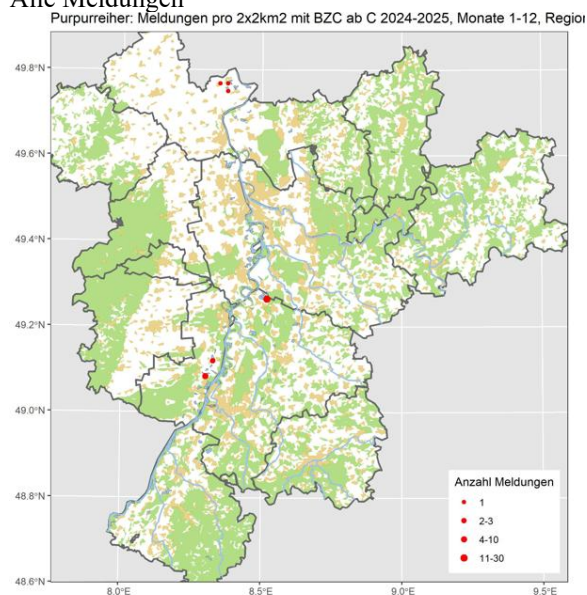 Alle Meldungen
Purpurreiher: Meldungen pro 2x2km2 mit BZC ab C 2024-2025, Monate 1-12, Region
49.8°N
49.6°N
49.4°N
49.2°N
49.0°N
48.8°N
48.6°N
8.0°E
8.5°E
9.0°E
9.5°E
Anzahl Meldungen
1
2-3
4-10
11-30